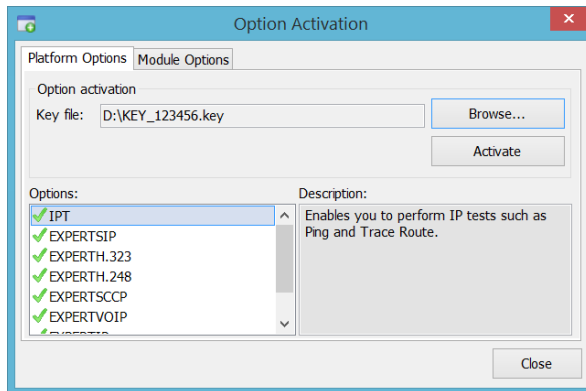 Option Activation
Platform Options
Module Options
Option activation
Key file:
D:\KEY_123456.key
Browse...
Activate
Options:
IPT
EXPERTSIP
EXPERTH.323
EXPERTH.248
EXPERTSCCP
EXPERTVOIP
Description:
Enables you to perform IP tests such as
Ping and Trace Route.
Close